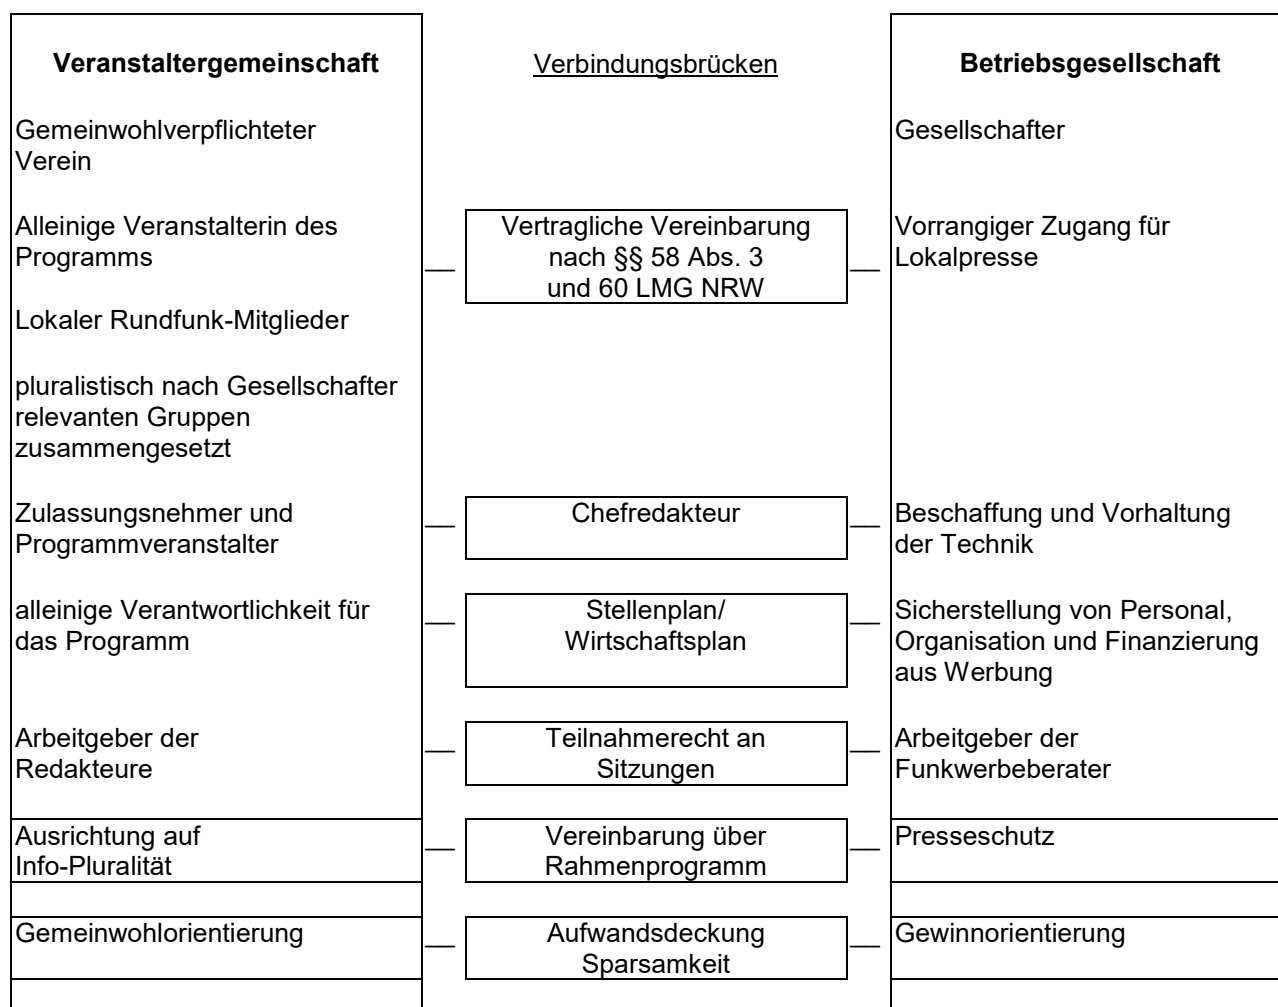 Veranstaltergemeinschaft
Verbindungsbrücken
Betriebsgesellschaft
Gemeinwohlverpflichteter
Verein
Gesellschafter
Alleinige Veranstalterin des
Programms
Vertragliche Vereinbarung
nach §§ 58 Abs. 3
und 60 LMG NRW
Vorrangiger Zugang für
Lokalpresse
Lokaler Rundfunk-Mitglieder
pluralistisch nach Gesellschafter
relevanten Gruppen
zusammengesetzt
Zulassungsnehmer und
Programmveranstalter
Chefredakteur
Beschaffung und Vorhaltung
der Technik
alleinige Verantwortlichkeit für
das Programm
Stellenplan/
Wirtschaftsplan
Sicherstellung von Personal,
Organisation und Finanzierung
aus Werbung
Arbeitgeber der
Redakteure
Teilnahmerecht an
Sitzungen
Arbeitgeber der
Funkwerbeberater
Ausrichtung auf
Info-Pluralität
Vereinbarung über
Rahmenprogramm
Presseschutz
Gemeinwohlorientierung
Aufwandsdeckung
Sparsamkeit
Gewinnorientierung